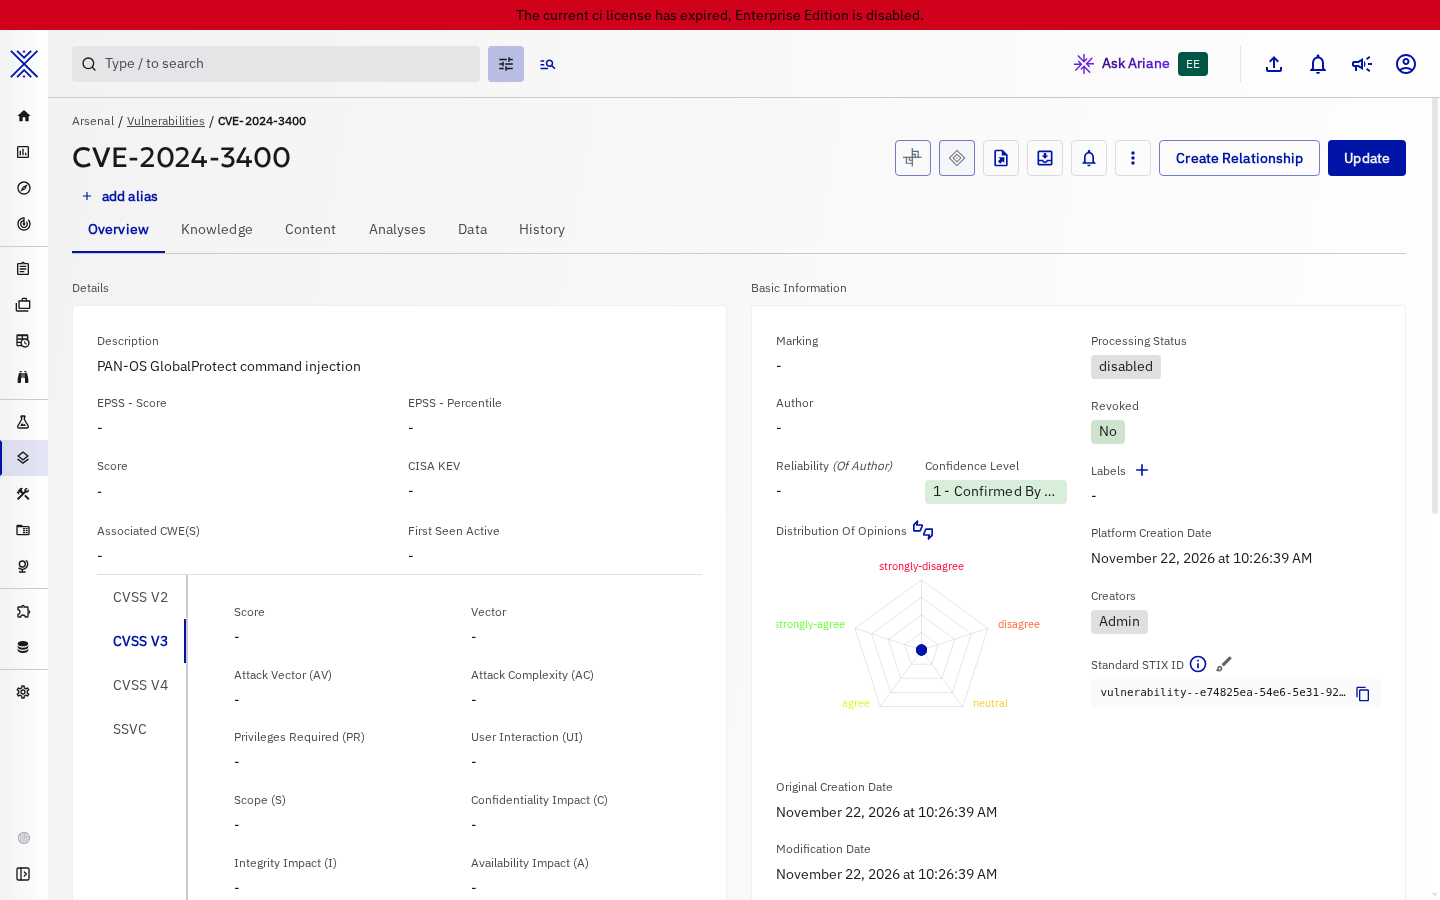 The current ci license has expired, Enterprise Edition is disabled.
Type / to search
Ask Ariane
EE
Arsenal / Vulnerabilities / CVE-2024-3400
CVE-2024-3400
Create Relationship
Update
+ add alias
Overview
Knowledge
Content
Analyses
Data
History
Details
Description
PAN-OS GlobalProtect command injection
EPSS - Score
-
EPSS - Percentile
-
Score
-
CISA KEV
-
Associated CWE(S)
-
First Seen Active
-
CVSS V2
CVSS V3
CVSS V4
SSVC
Score
-
Vector
-
Attack Vector (AV)
-
Attack Complexity (AC)
-
Privileges Required (PR)
-
User Interaction (UI)
-
Scope (S)
-
Confidentiality Impact (C)
-
Integrity Impact (I)
-
Availability Impact (A)
-
Basic Information
Marking
-
Processing Status
disabled
Author
-
Revoked
No
Reliability (Of Author)
-
Confidence Level
1 - Confirmed By ...
Labels
-
Distribution Of Opinions
strongly-disagree
disagree
neutral
agree
strongly-agree
Platform Creation Date
November 22, 2026 at 10:26:39 AM
Creators
Admin
Standard STIX ID
vulnerability--e74825ea-54e6-5e31-92…
Original Creation Date
November 22, 2026 at 10:26:39 AM
Modification Date
November 22, 2026 at 10:26:39 AM